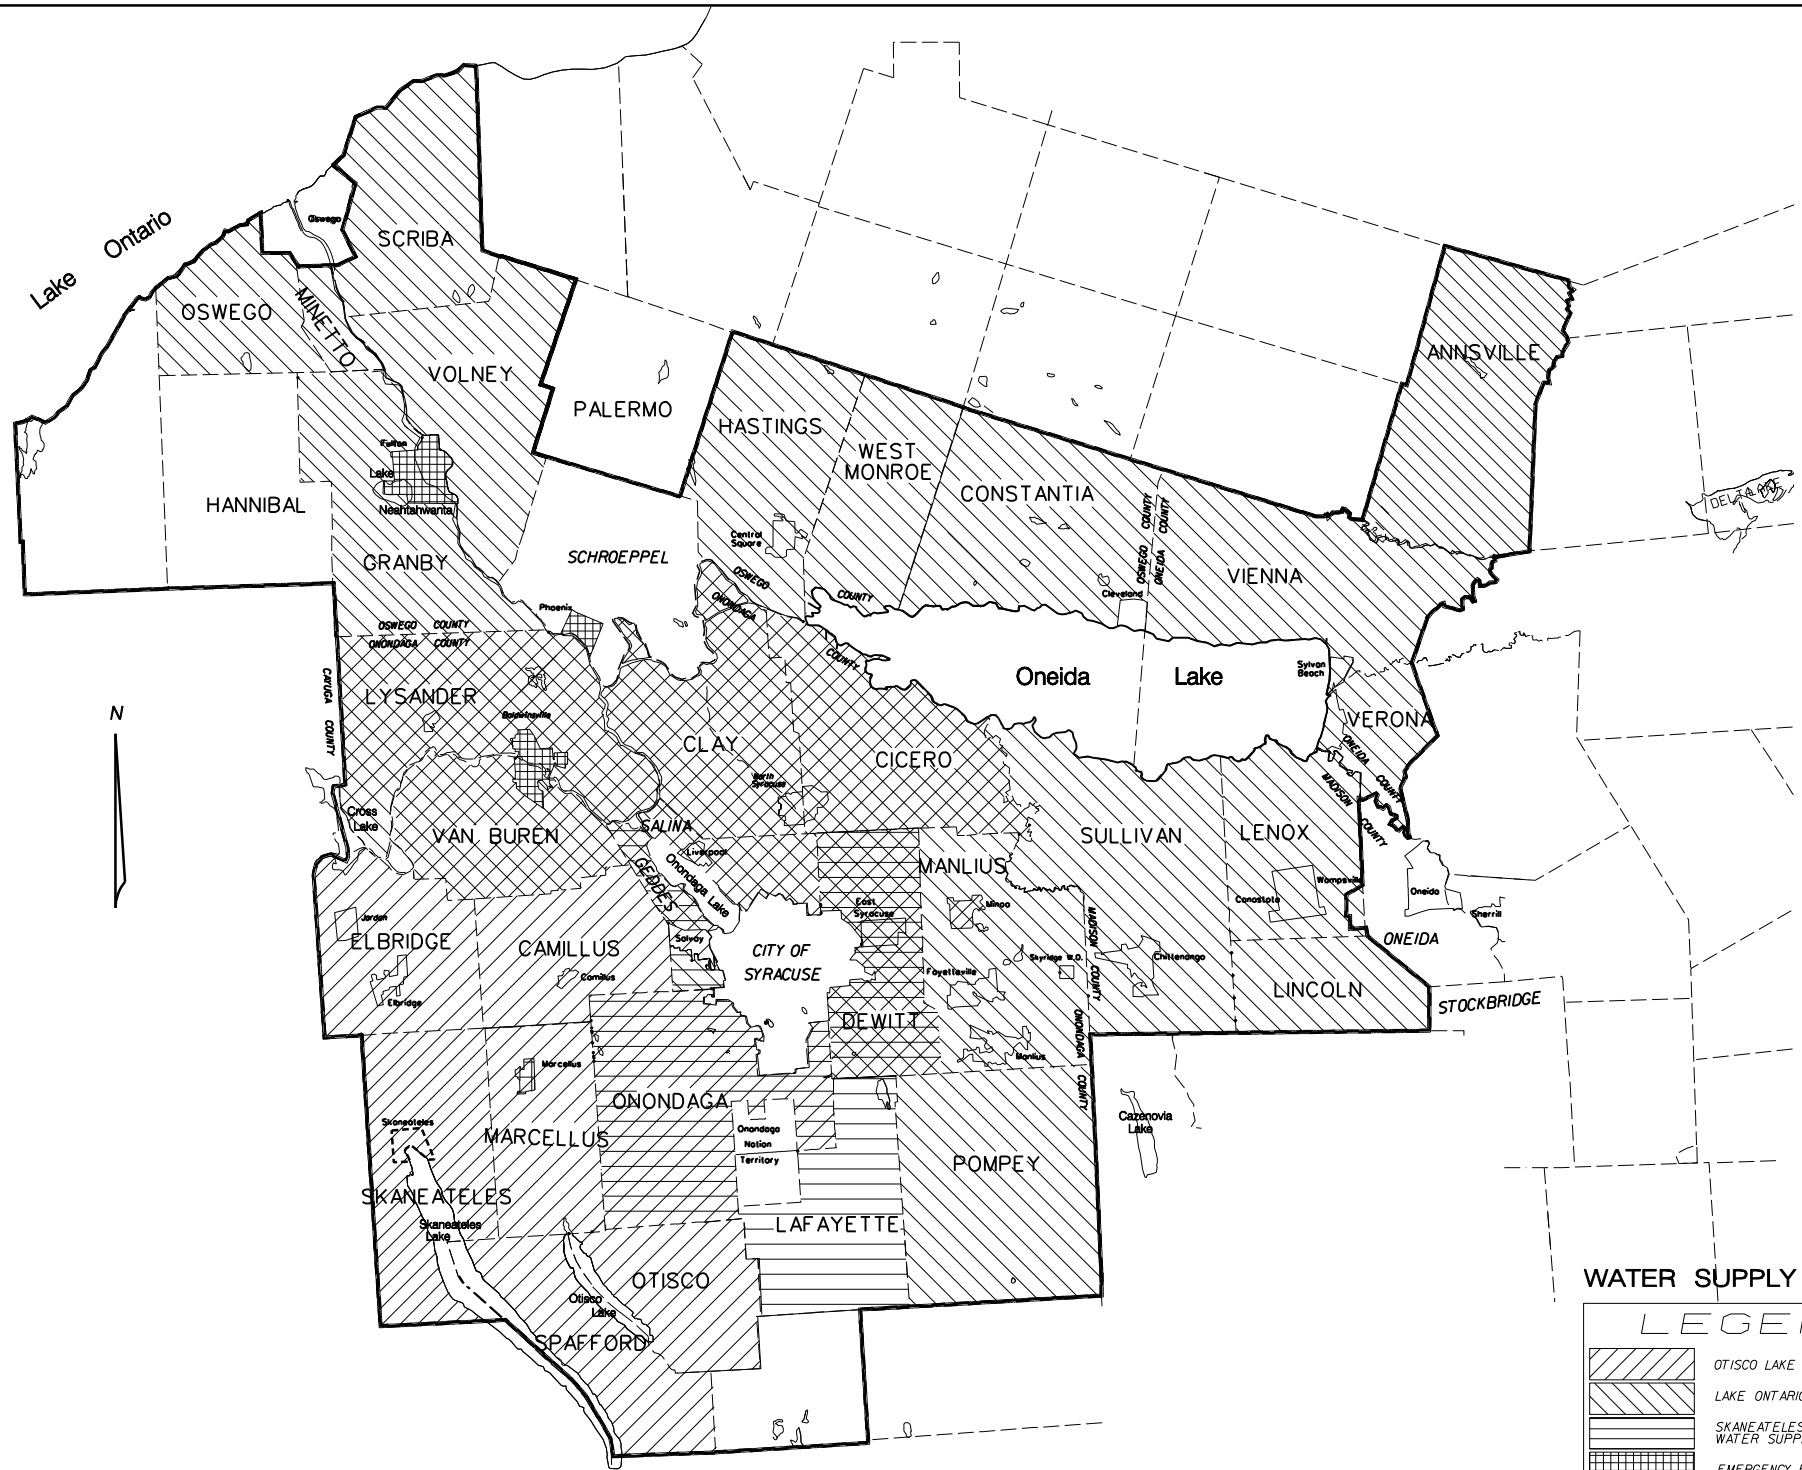 Lake Ontario
Oswego
SCRIBA
OSWEGO
MINETTO
VOLNEY
PALERMO
ANNSVILLE
HASTINGS
WEST
MONROE
CONSTANTIA
DELTA LAKE
Fulton
Lake
Neahtahwanta
HANNIBAL
GRANBY
SCHROEPPEL
Central
Square
OSWEGO COUNTY
ONEIDA COUNTY
VIENNA
Cleveland
OSWEGO COUNTY
ONONDAGA COUNTY
Phoenix
OSWEGO COUNTY
ONONDAGA COUNTY
CAYUGA COUNTY
LYSANDER
Baldwinsville
Oneida Lake
Sylvan
Beach
VERONA
N
CLAY
CICERO
North
Syracuse
ONEIDA COUNTY
MADISON COUNTY
Cross
Lake
VAN BUREN
SALINA
Liverpool
GEDDES
Onondaga Lake
MANLIUS
SULLIVAN
LENOX
Wampsville
Canastota
Oneida
Sherrill
ONEIDA
Jordan
ELBRIDGE
Elbridge
CAMILLUS
Camillus
Solvay
CITY OF
SYRACUSE
East
Syracuse
Minoa
Fayetteville
Skyridge W.D.
MADISON COUNTY
ONONDAGA COUNTY
Chittenango
LINCOLN
STOCKBRIDGE
DEWITT
Manlius
Marcellus
ONONDAGA
MARCELLUS
Onondaga
Nation
Territory
Skaneateles
SKANEATELES
Skaneateles
Lake
Cazenovia
Lake
POMPEY
LAFAYETTE
OTISCO
Otisco
Lake
SPAFFORD
WATER SUPPLY
LEGE
OTISCO LAKE
LAKE ONTARIO
SKANEATELES
WATER SUPP
EMERGENCY